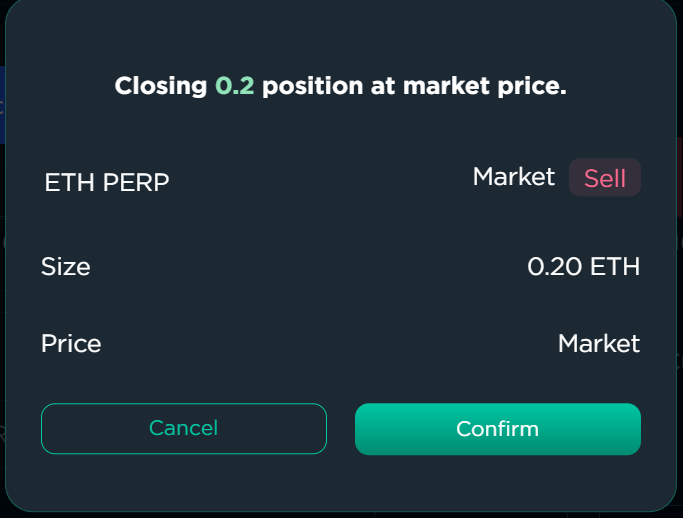 Closing 0.2 position at market price.
ETH PERP
Market Sell
Size
0.20 ETH
Price
Market
Cancel
Confirm